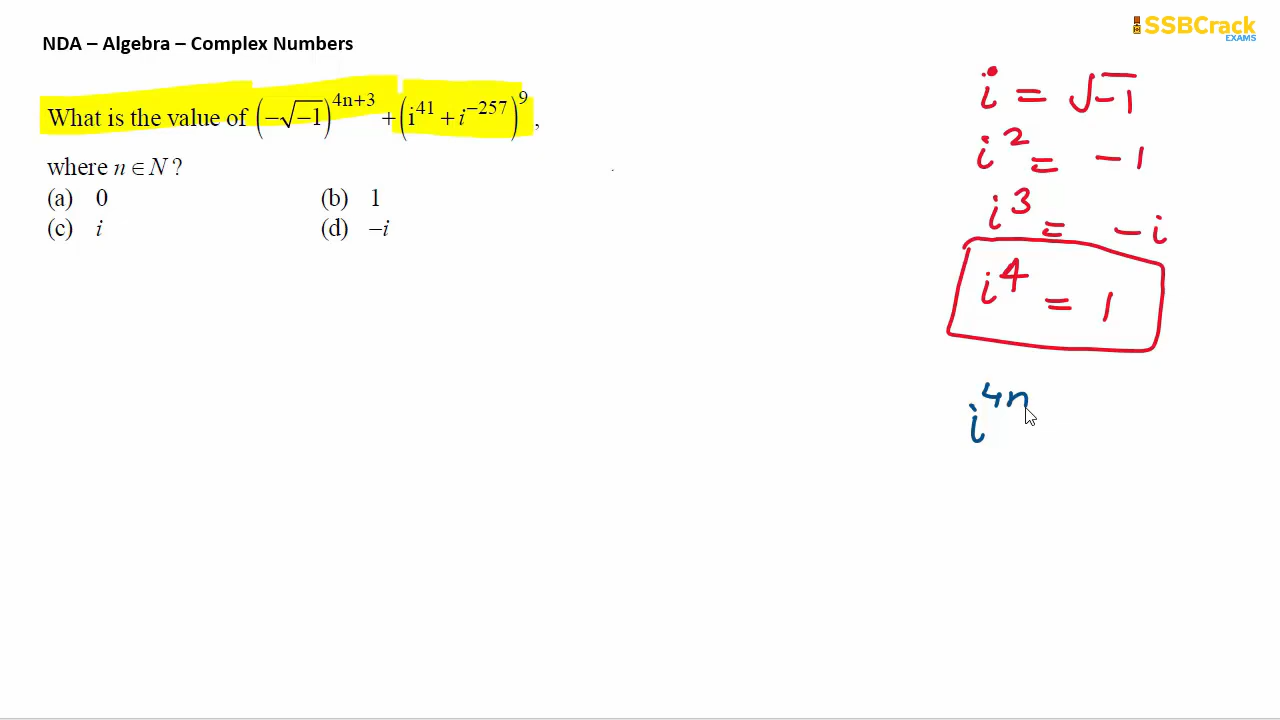 SSBCrack
EXAMS
NDA – Algebra – Complex Numbers
What is the value of (−√−1)^{4n+3} + (i^{41} + i^{−257})^{9},
where n ∈ N ?
(a) 0 (b) 1
(c) i (d) −i
i = √−1
i² = −1
i³ = −i
i⁴ = 1
i^{4n}